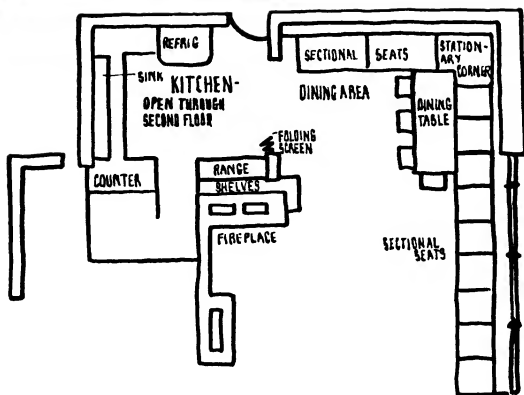 REFRIG
SINK
KITCHEN-
OPEN THROUGH
SECOND FLOOR
SECTIONAL SEATS
STATION-
ARY
CORNER
DINING AREA
DINING
TABLE
FOLDING
SCREEN
COUNTER
RANGE
SHELVES
FIREPLACE
SECTIONAL
SEATS